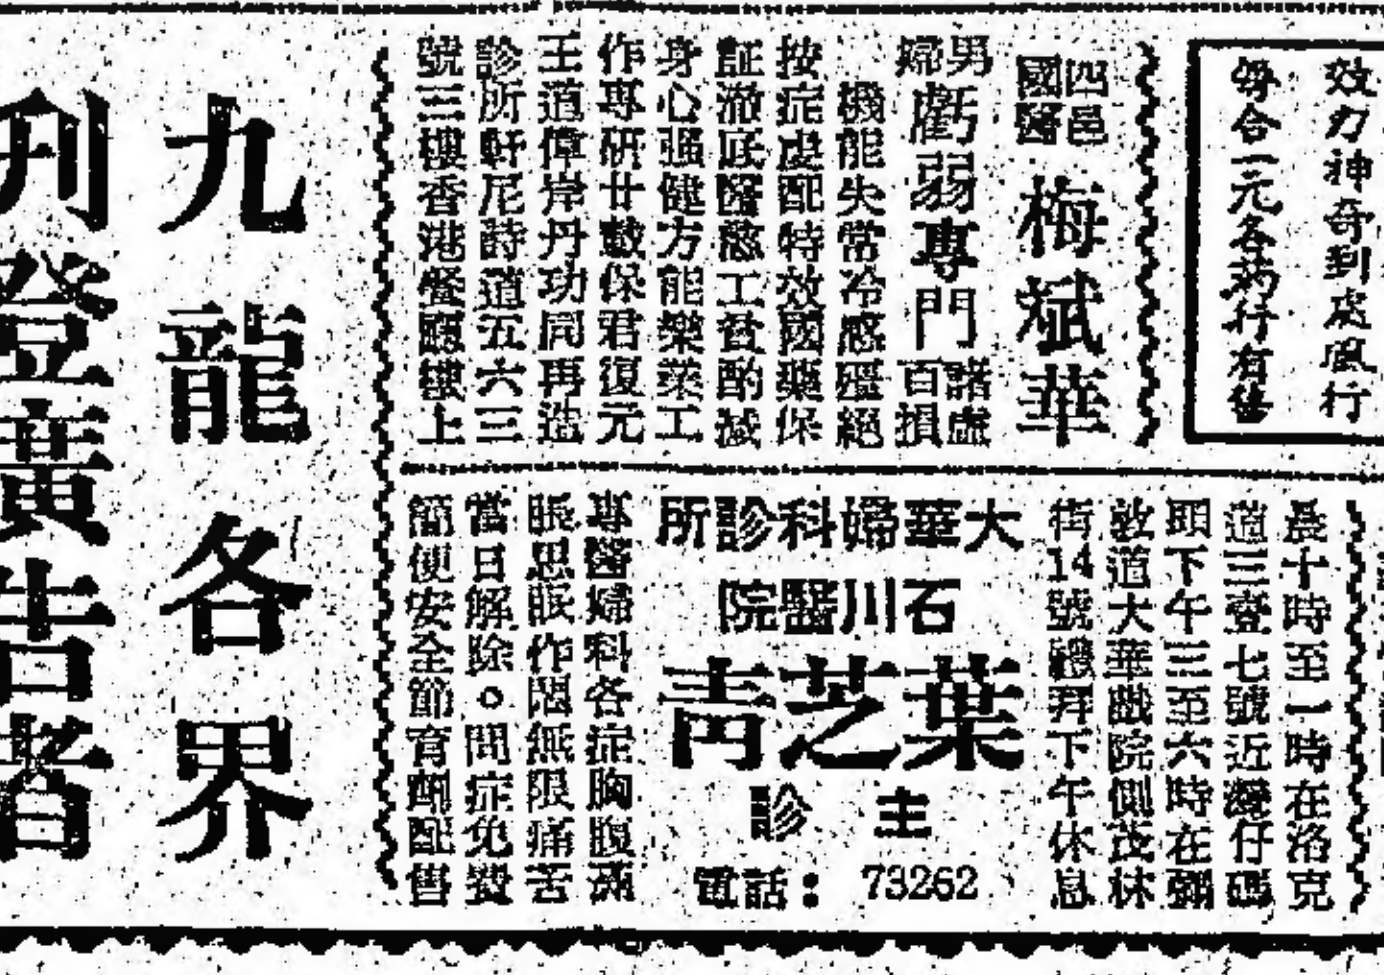 效力神奇到處風行
每合一元各葯行有售
四邑
國醫
梅斌華
男婦虧弱專門諸虛百損
機能失常冷感殭絕
按症處配特效國藥保
証澈底醫愈工資酌減
身心强健方能樂業工
作專研廿載保君復元
王道偉岸丹功同再造
診所軒尼詩道五六三
號三樓香港餐廳樓上
晨十時至一時在洛克
道三壹七號近灣仔碼
頭下午三至六時在彌
敦道大華戲院側茂林
街14號禮拜下午休息
大華婦科診所
石川醫院
葉芝青
主診
電話：73262
專醫婦科各症胸腹滿
脹思眠作悶無限痛苦
當日解除。問症免費
簡便安全節育劑配售
九龍各界
刋登廣告者